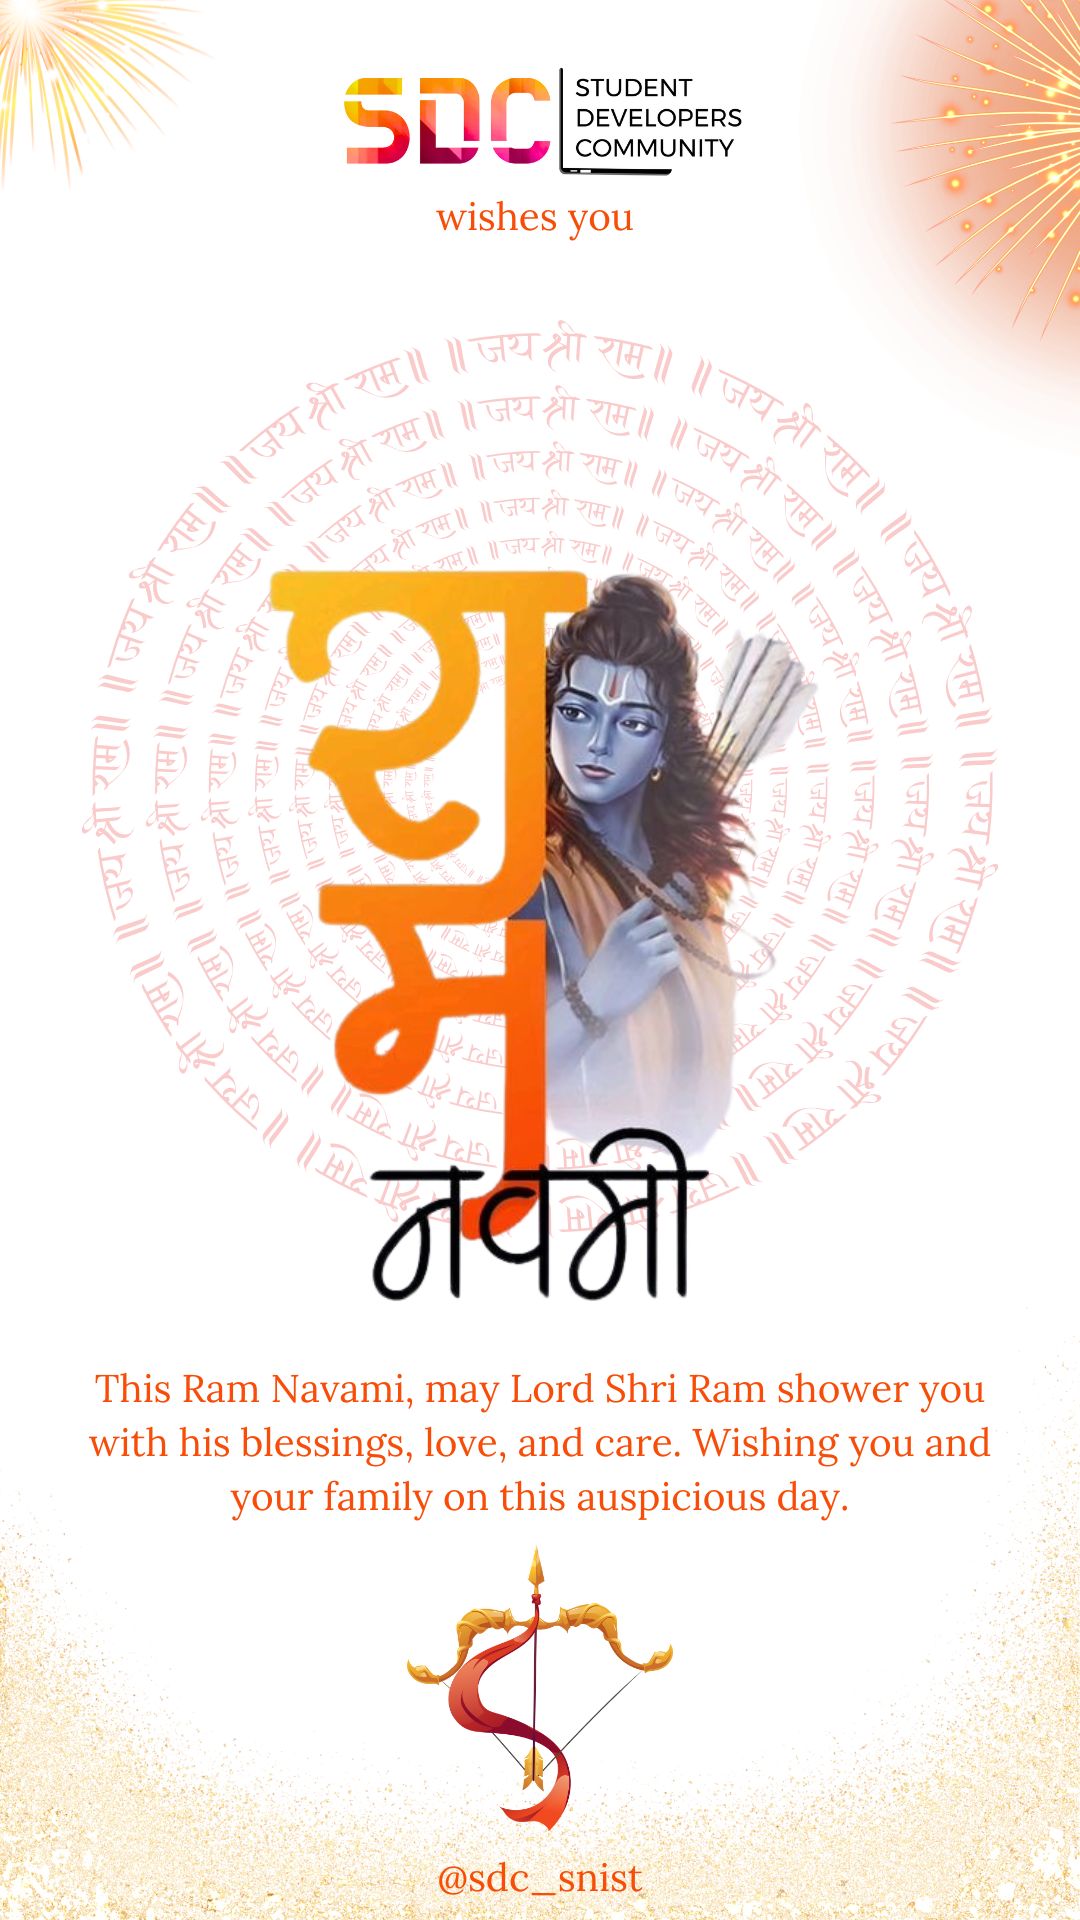 SDC
STUDENT
DEVELOPERS
COMMUNITY
wishes you
॥ जय श्री राम ॥
राम
नवमी
This Ram Navami, may Lord Shri Ram shower you
with his blessings, love, and care. Wishing you and
your family on this auspicious day.
@sdc_snist